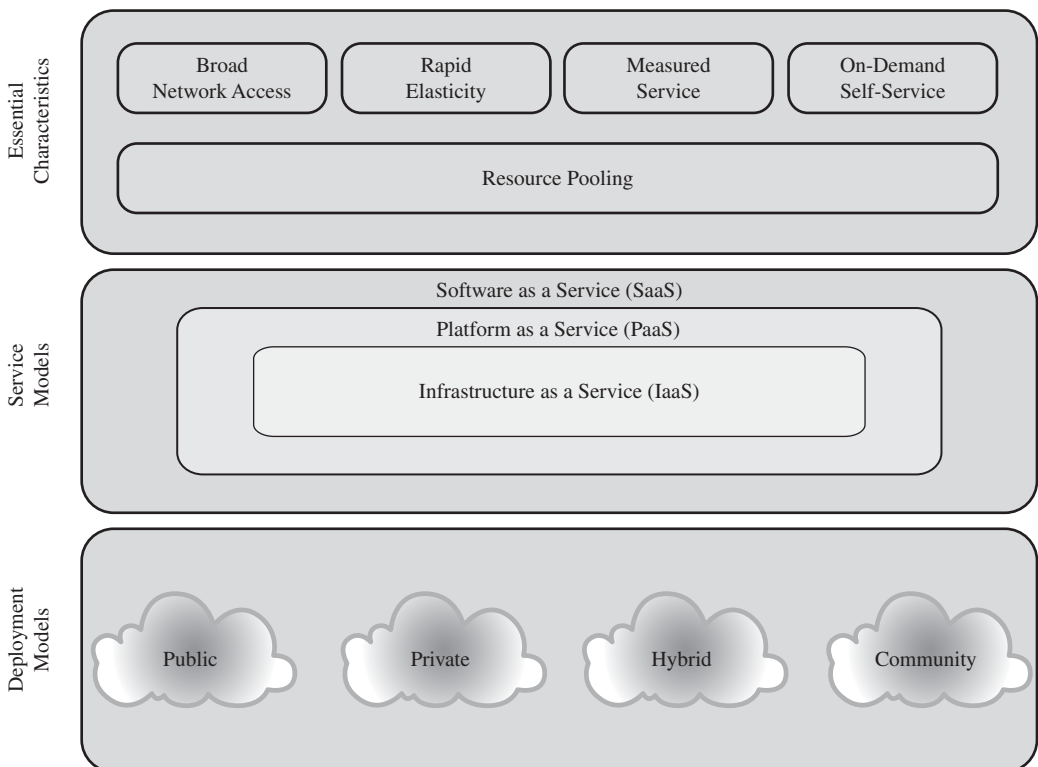 Essential
Characteristics
Broad
Network Access
Rapid
Elasticity
Measured
Service
On-Demand
Self-Service
Resource Pooling
Service
Models
Software as a Service (SaaS)
Platform as a Service (PaaS)
Infrastructure as a Service (IaaS)
Deployment
Models
Public
Private
Hybrid
Community